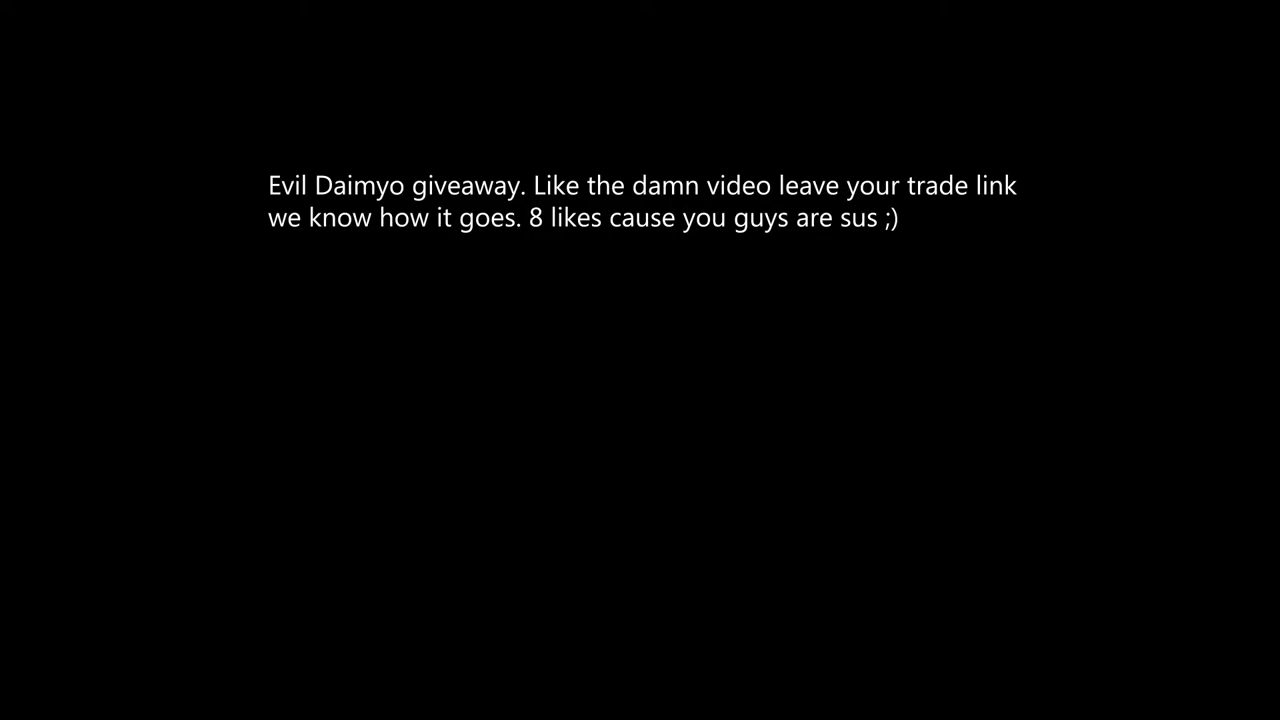 Evil Daimyo giveaway. Like the damn video leave your trade link
we know how it goes. 8 likes cause you guys are sus ;)